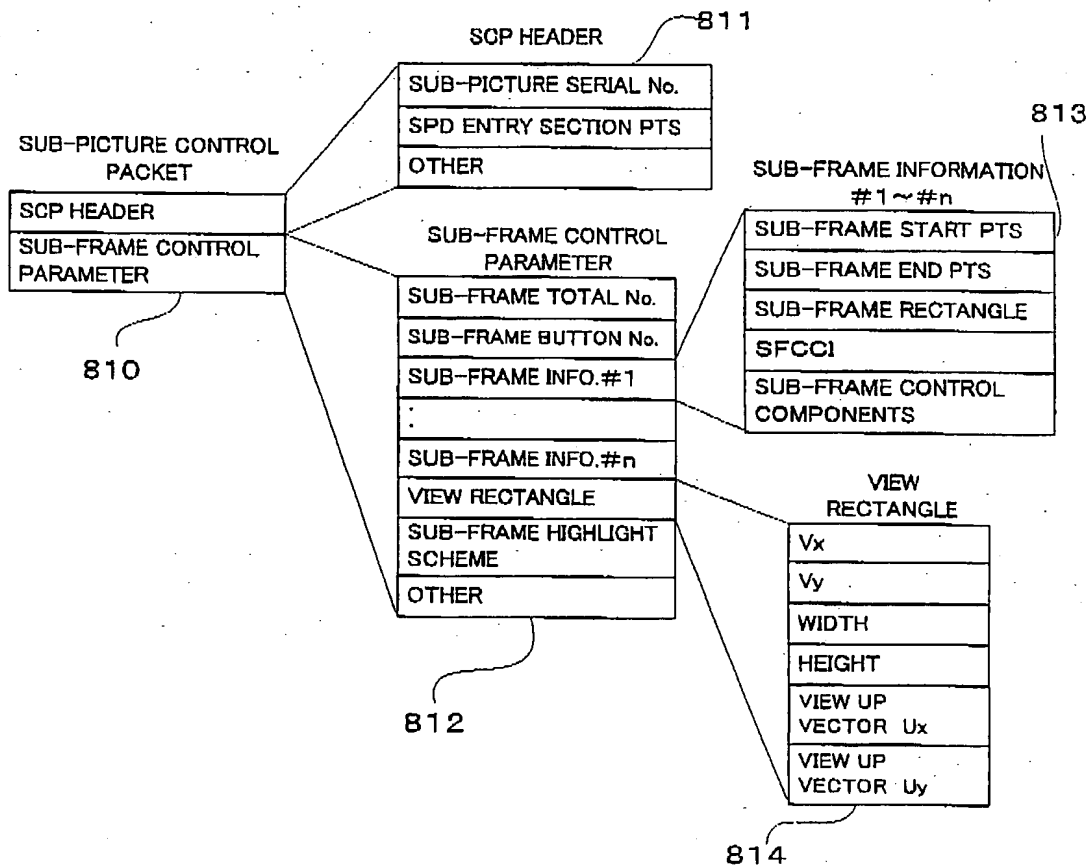 811
SCP HEADER
SUB-PICTURE SERIAL No.
SPD ENTRY SECTION PTS
OTHER
SUB-PICTURE CONTROL
PACKET
SCP HEADER
SUB-FRAME CONTROL
PARAMETER
810
SUB-FRAME CONTROL
PARAMETER
SUB-FRAME TOTAL No.
SUB-FRAME BUTTON No.
SUB-FRAME INFO.#1
:
SUB-FRAME INFO.#n
VIEW RECTANGLE
SUB-FRAME HIGHLIGHT
SCHEME
OTHER
812
813
SUB-FRAME INFORMATION
#1~#n
SUB-FRAME START PTS
SUB-FRAME END PTS
SUB-FRAME RECTANGLE
SFCCI
SUB-FRAME CONTROL
COMPONENTS
VIEW
RECTANGLE
Vx
Vy
WIDTH
HEIGHT
VIEW UP
VECTOR Ux
VIEW UP
VECTOR Uy
814